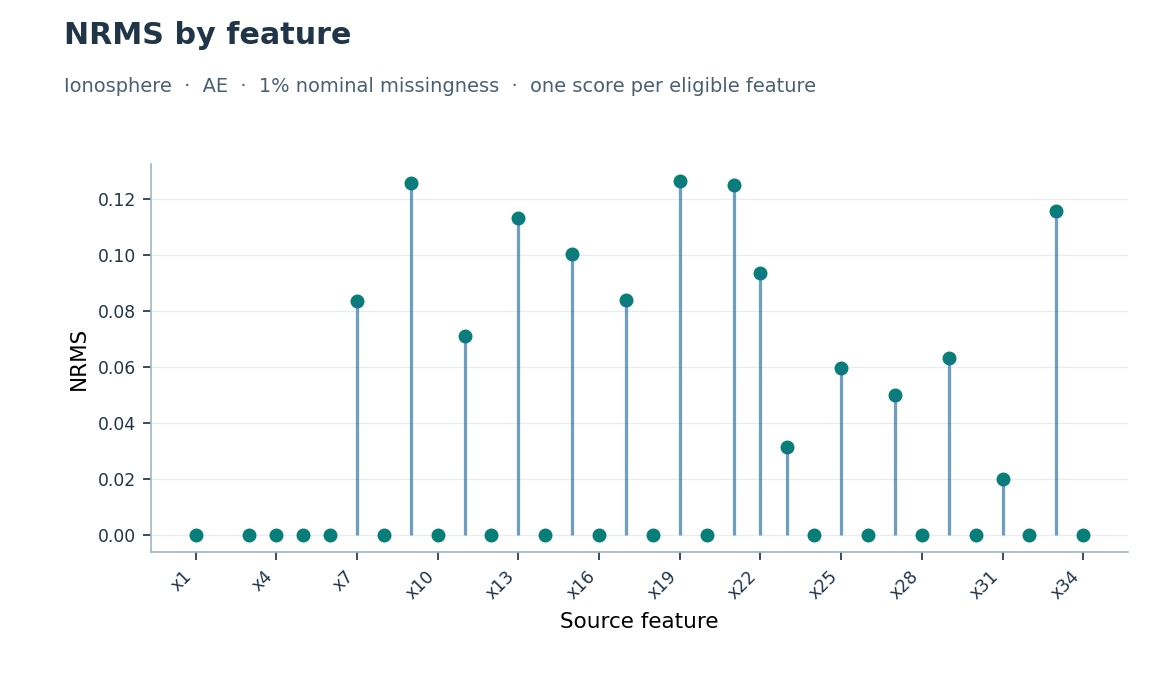 NRMS by feature
Ionosphere · AE · 1% nominal missingness · one score per eligible feature
0.12
0.10
0.08
0.06
0.04
0.02
0.00
NRMS
x1 x4 x7 x10 x13 x16 x19 x22 x25 x28 x31 x34
Source feature